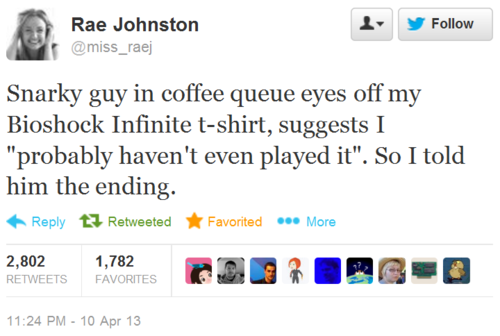 Rae Johnston
@miss_raej
Follow
Snarky guy in coffee queue eyes off my
Bioshock Infinite t-shirt, suggests I
"probably haven't even played it". So I told
him the ending.
Reply Retweeted Favorited More
2,802 1,782
RETWEETS FAVORITES
11:24 PM - 10 Apr 13